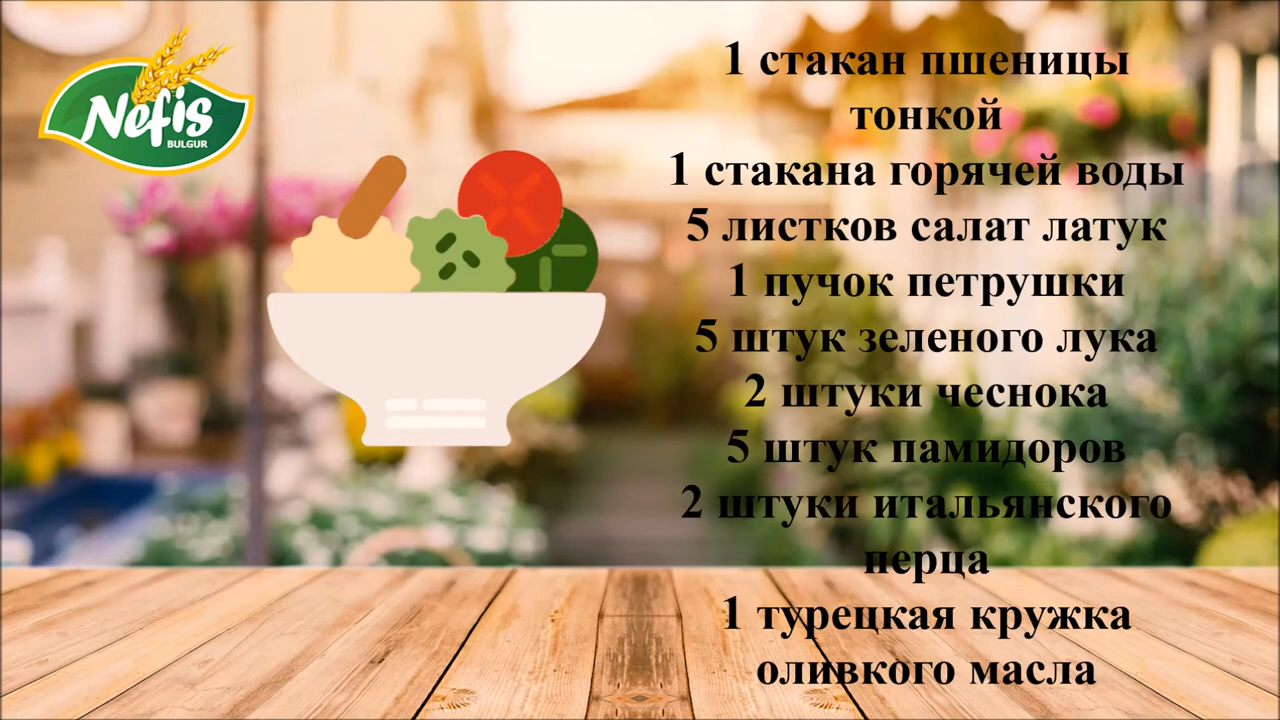 Nefis
BULGUR
1 стакан пшеницы
тонкой
1 стакана горячей воды
5 листков салат латук
1 пучок петрушки
5 штук зеленого лука
2 штуки чеснока
5 штук памидоров
2 штуки итальянского
перца
1 турецкая кружка
оливкого масла